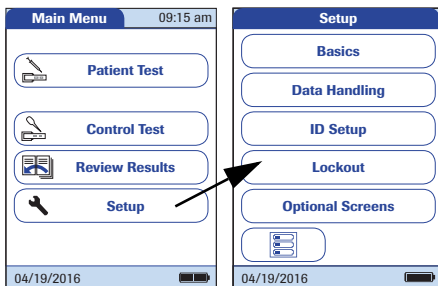 Main Menu 09:15 am
Patient Test
Control Test
Review Results
Setup
04/19/2016
Setup
Basics
Data Handling
ID Setup
Lockout
Optional Screens
04/19/2016